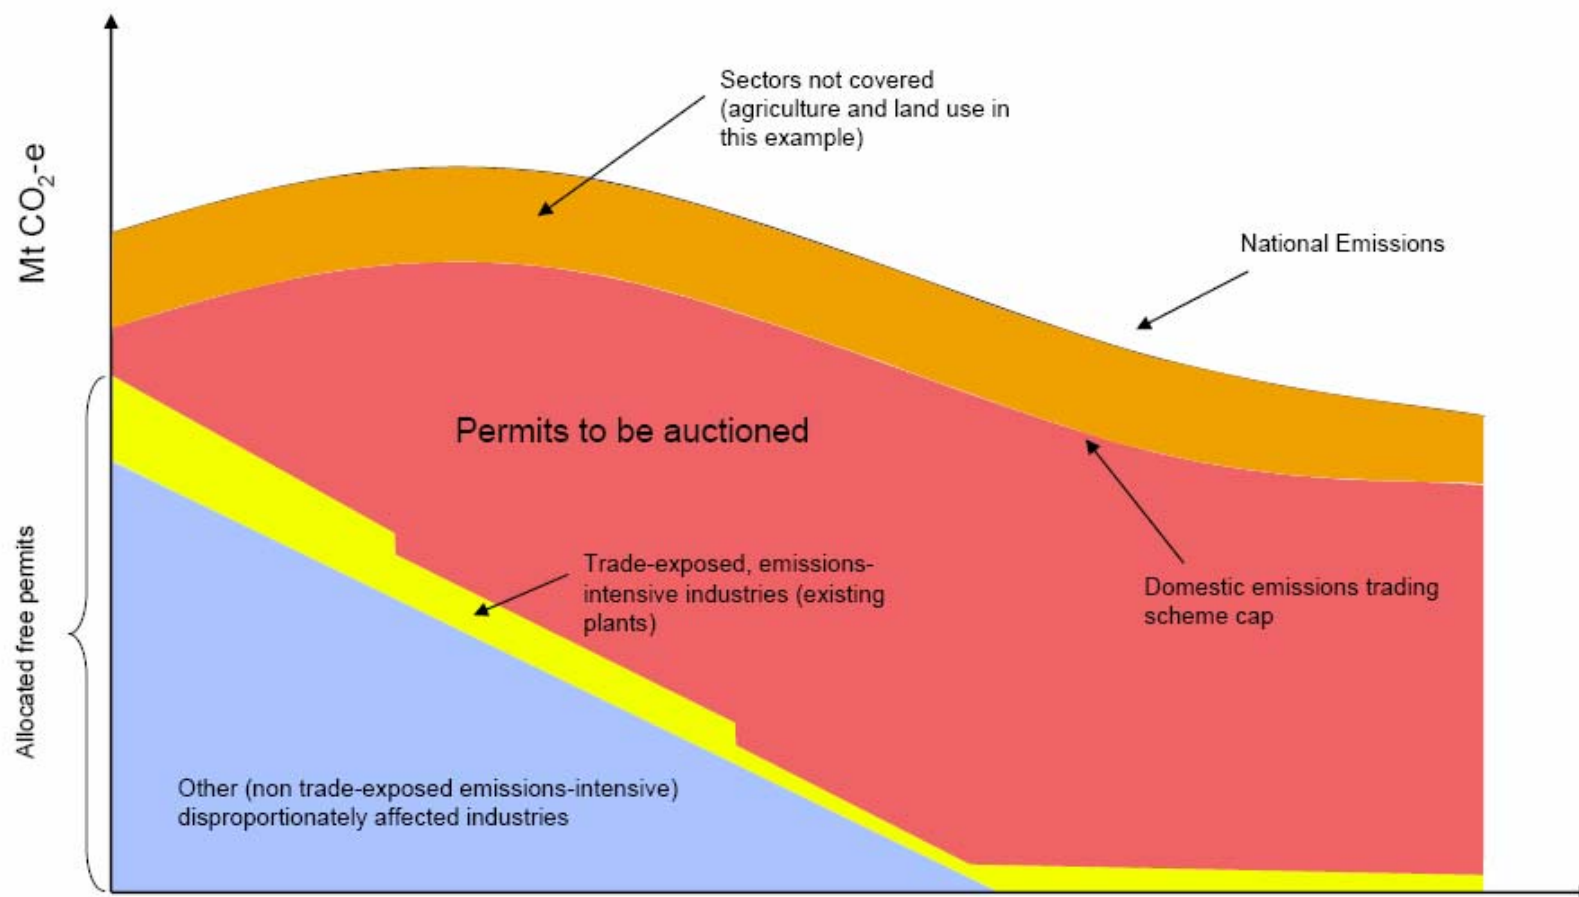 Sectors not covered
(agriculture and land use in
this example)
Mt CO₂-e
National Emissions
Permits to be auctioned
Allocated free permits
Trade-exposed, emissions-
intensive industries (existing
plants)
Domestic emissions trading
scheme cap
Other (non trade-exposed emissions-intensive)
disproportionately affected industries